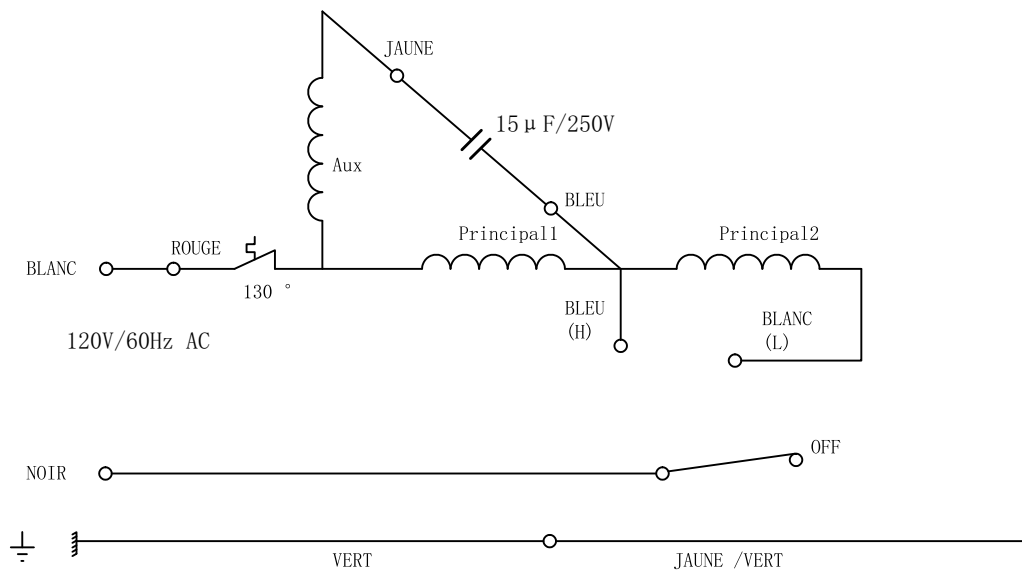 JAUNE
15μF/250V
Aux
BLEU
Principal1
Principal2
ROUGE
BLANC
130 °
BLEU
(H)
BLANC
(L)
120V/60Hz AC
OFF
NOIR
VERT
JAUNE /VERT